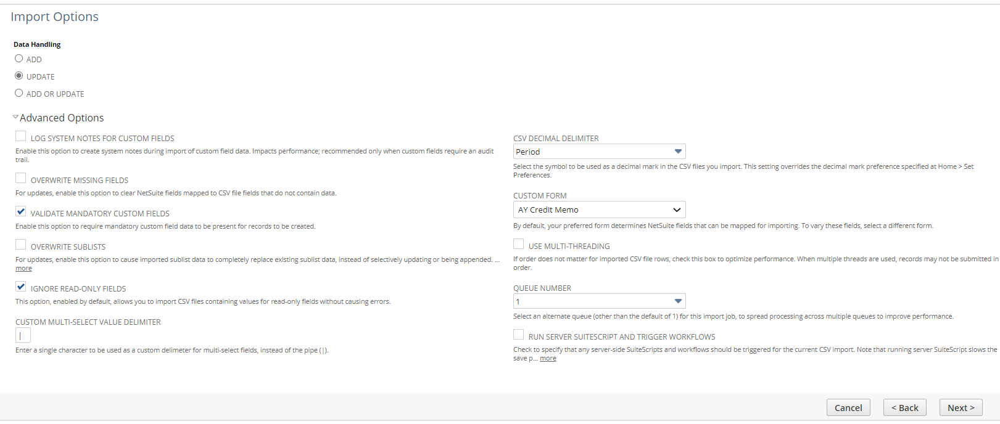 Import Options
Data Handling
ADD
UPDATE
ADD OR UPDATE
Advanced Options
LOG SYSTEM NOTES FOR CUSTOM FIELDS
Enable this option to create system notes during import of custom field data. Impacts performance; recommended only when custom fields require an audit
trail.
OVERWRITE MISSING FIELDS
For updates, enable this option to clear NetSuite fields mapped to CSV file fields that do not contain data.
VALIDATE MANDATORY CUSTOM FIELDS
Enable this option to require mandatory custom field data to be present for records to be created.
OVERWRITE SUBLISTS
For updates, enable this option to cause imported sublist data to completely replace existing sublist data, instead of selectively updating or being appended. ...
more
IGNORE READ-ONLY FIELDS
This option, enabled by default, allows you to import CSV files containing values for read-only fields without causing errors.
CUSTOM MULTI-SELECT VALUE DELIMITER
|
Enter a single character to be used as a custom delimeter for multi-select fields, instead of the pipe (|).
CSV DECIMAL DELIMITER
Period
Select the symbol to be used as a decimal mark in the CSV files you import. This setting overrides the decimal mark preference specified at Home > Set
Preferences.
CUSTOM FORM
AY Credit Memo
By default, your preferred form determines NetSuite fields that can be mapped for importing. To vary these fields, select a different form.
USE MULTI-THREADING
If order does not matter for imported CSV file rows, check this box to optimize performance. When multiple threads are used, records may not be submitted in
order.
QUEUE NUMBER
1
Select an alternate queue (other than the default of 1) for this import job, to spread processing across multiple queues to improve performance.
RUN SERVER SUITESCRIPT AND TRIGGER WORKFLOWS
Check to specify that any server-side SuiteScripts and workflows should be triggered for the current CSV import. Note that running server SuiteScript slows the
save p... more
Cancel
< Back
Next >